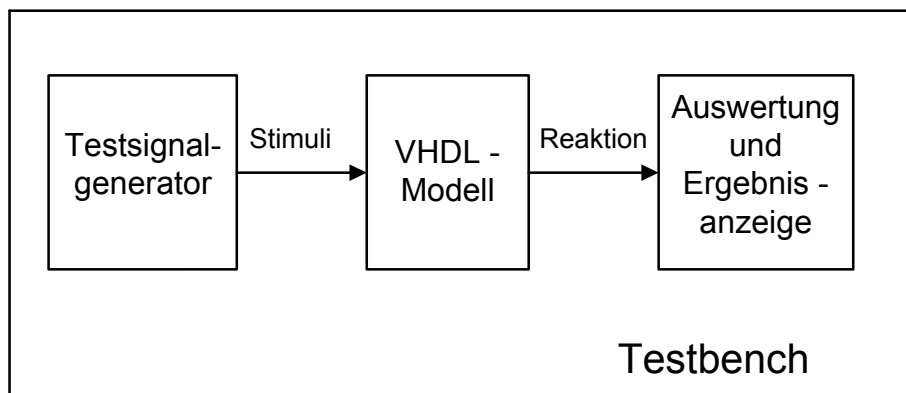 Testsignal-
generator
Stimuli
VHDL -
Modell
Reaktion
Auswertung
und
Ergebnis -
anzeige
Testbench